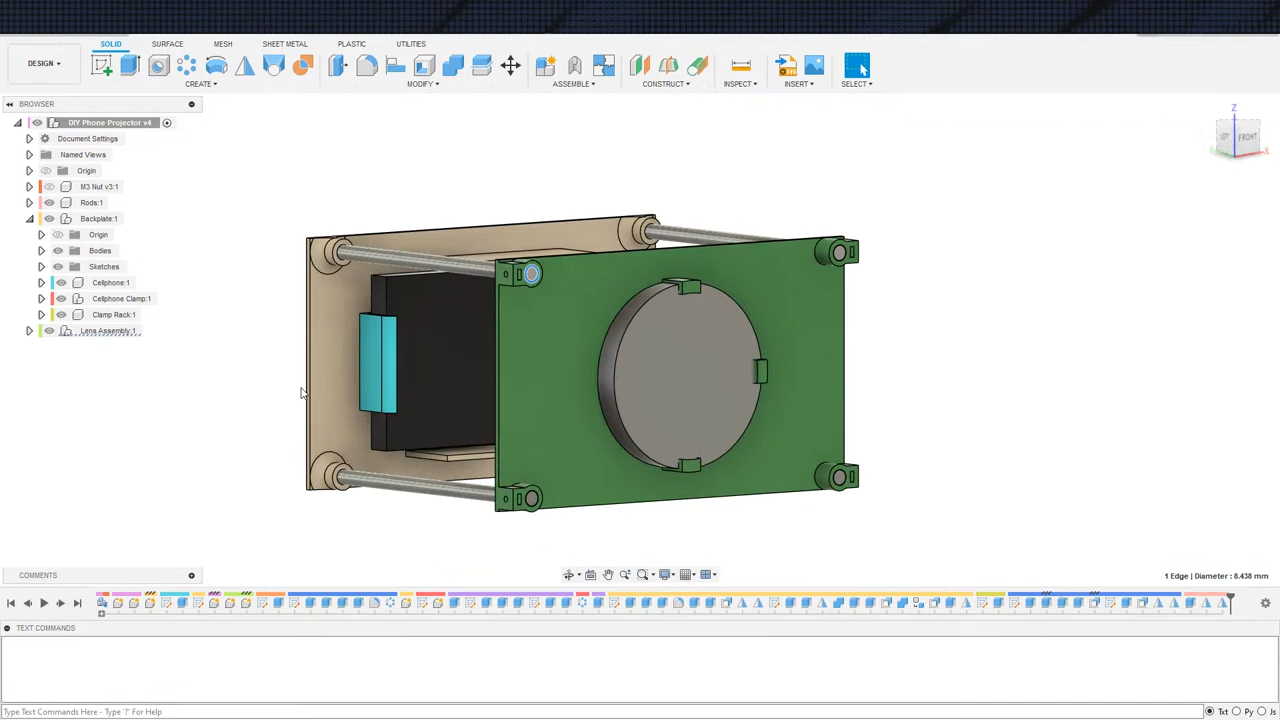 SOLID SURFACE MESH SHEET METAL PLASTIC UTILITIES
DESIGN
CREATE MODIFY ASSEMBLE CONSTRUCT INSPECT INSERT SELECT
BROWSER
DIY Phone Projector v4
Document Settings
Named Views
Origin
M3 Nut v3:1
Rods:1
Backplate:1
Origin
Bodies
Sketches
Cellphone:1
Cellphone Clamp:1
Clamp Rack:1
Lens Assembly:1
Z
LEFT FRONT
X
COMMENTS
1 Edge | Diameter : 8.438 mm
TEXT COMMANDS
Type Text Commands Here - Type '?' For Help
Txt Py Js